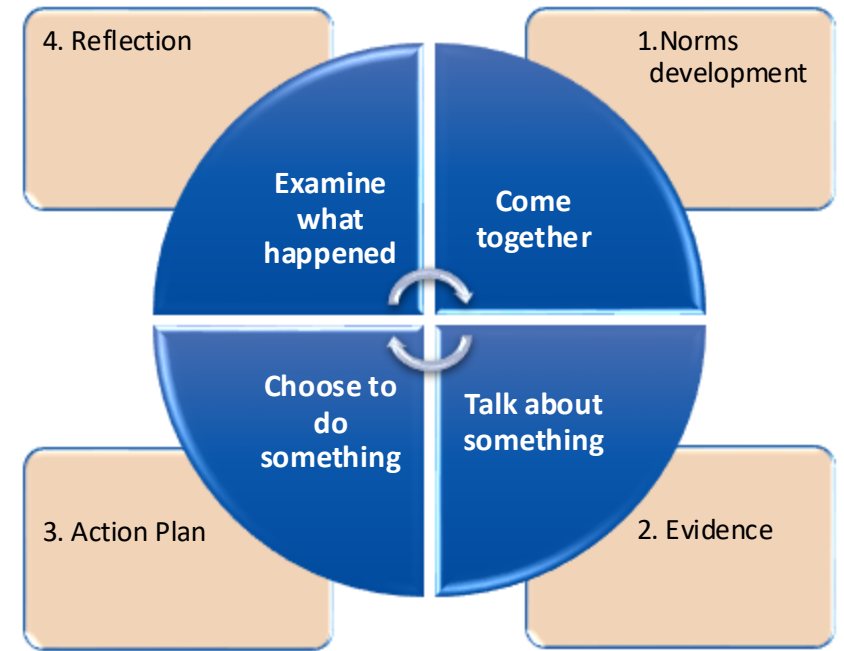 4. Reflection
1.Norms
development
Examine
what
happened
Come
together
Choose to
do
something
Talk about
something
3. Action Plan
2. Evidence